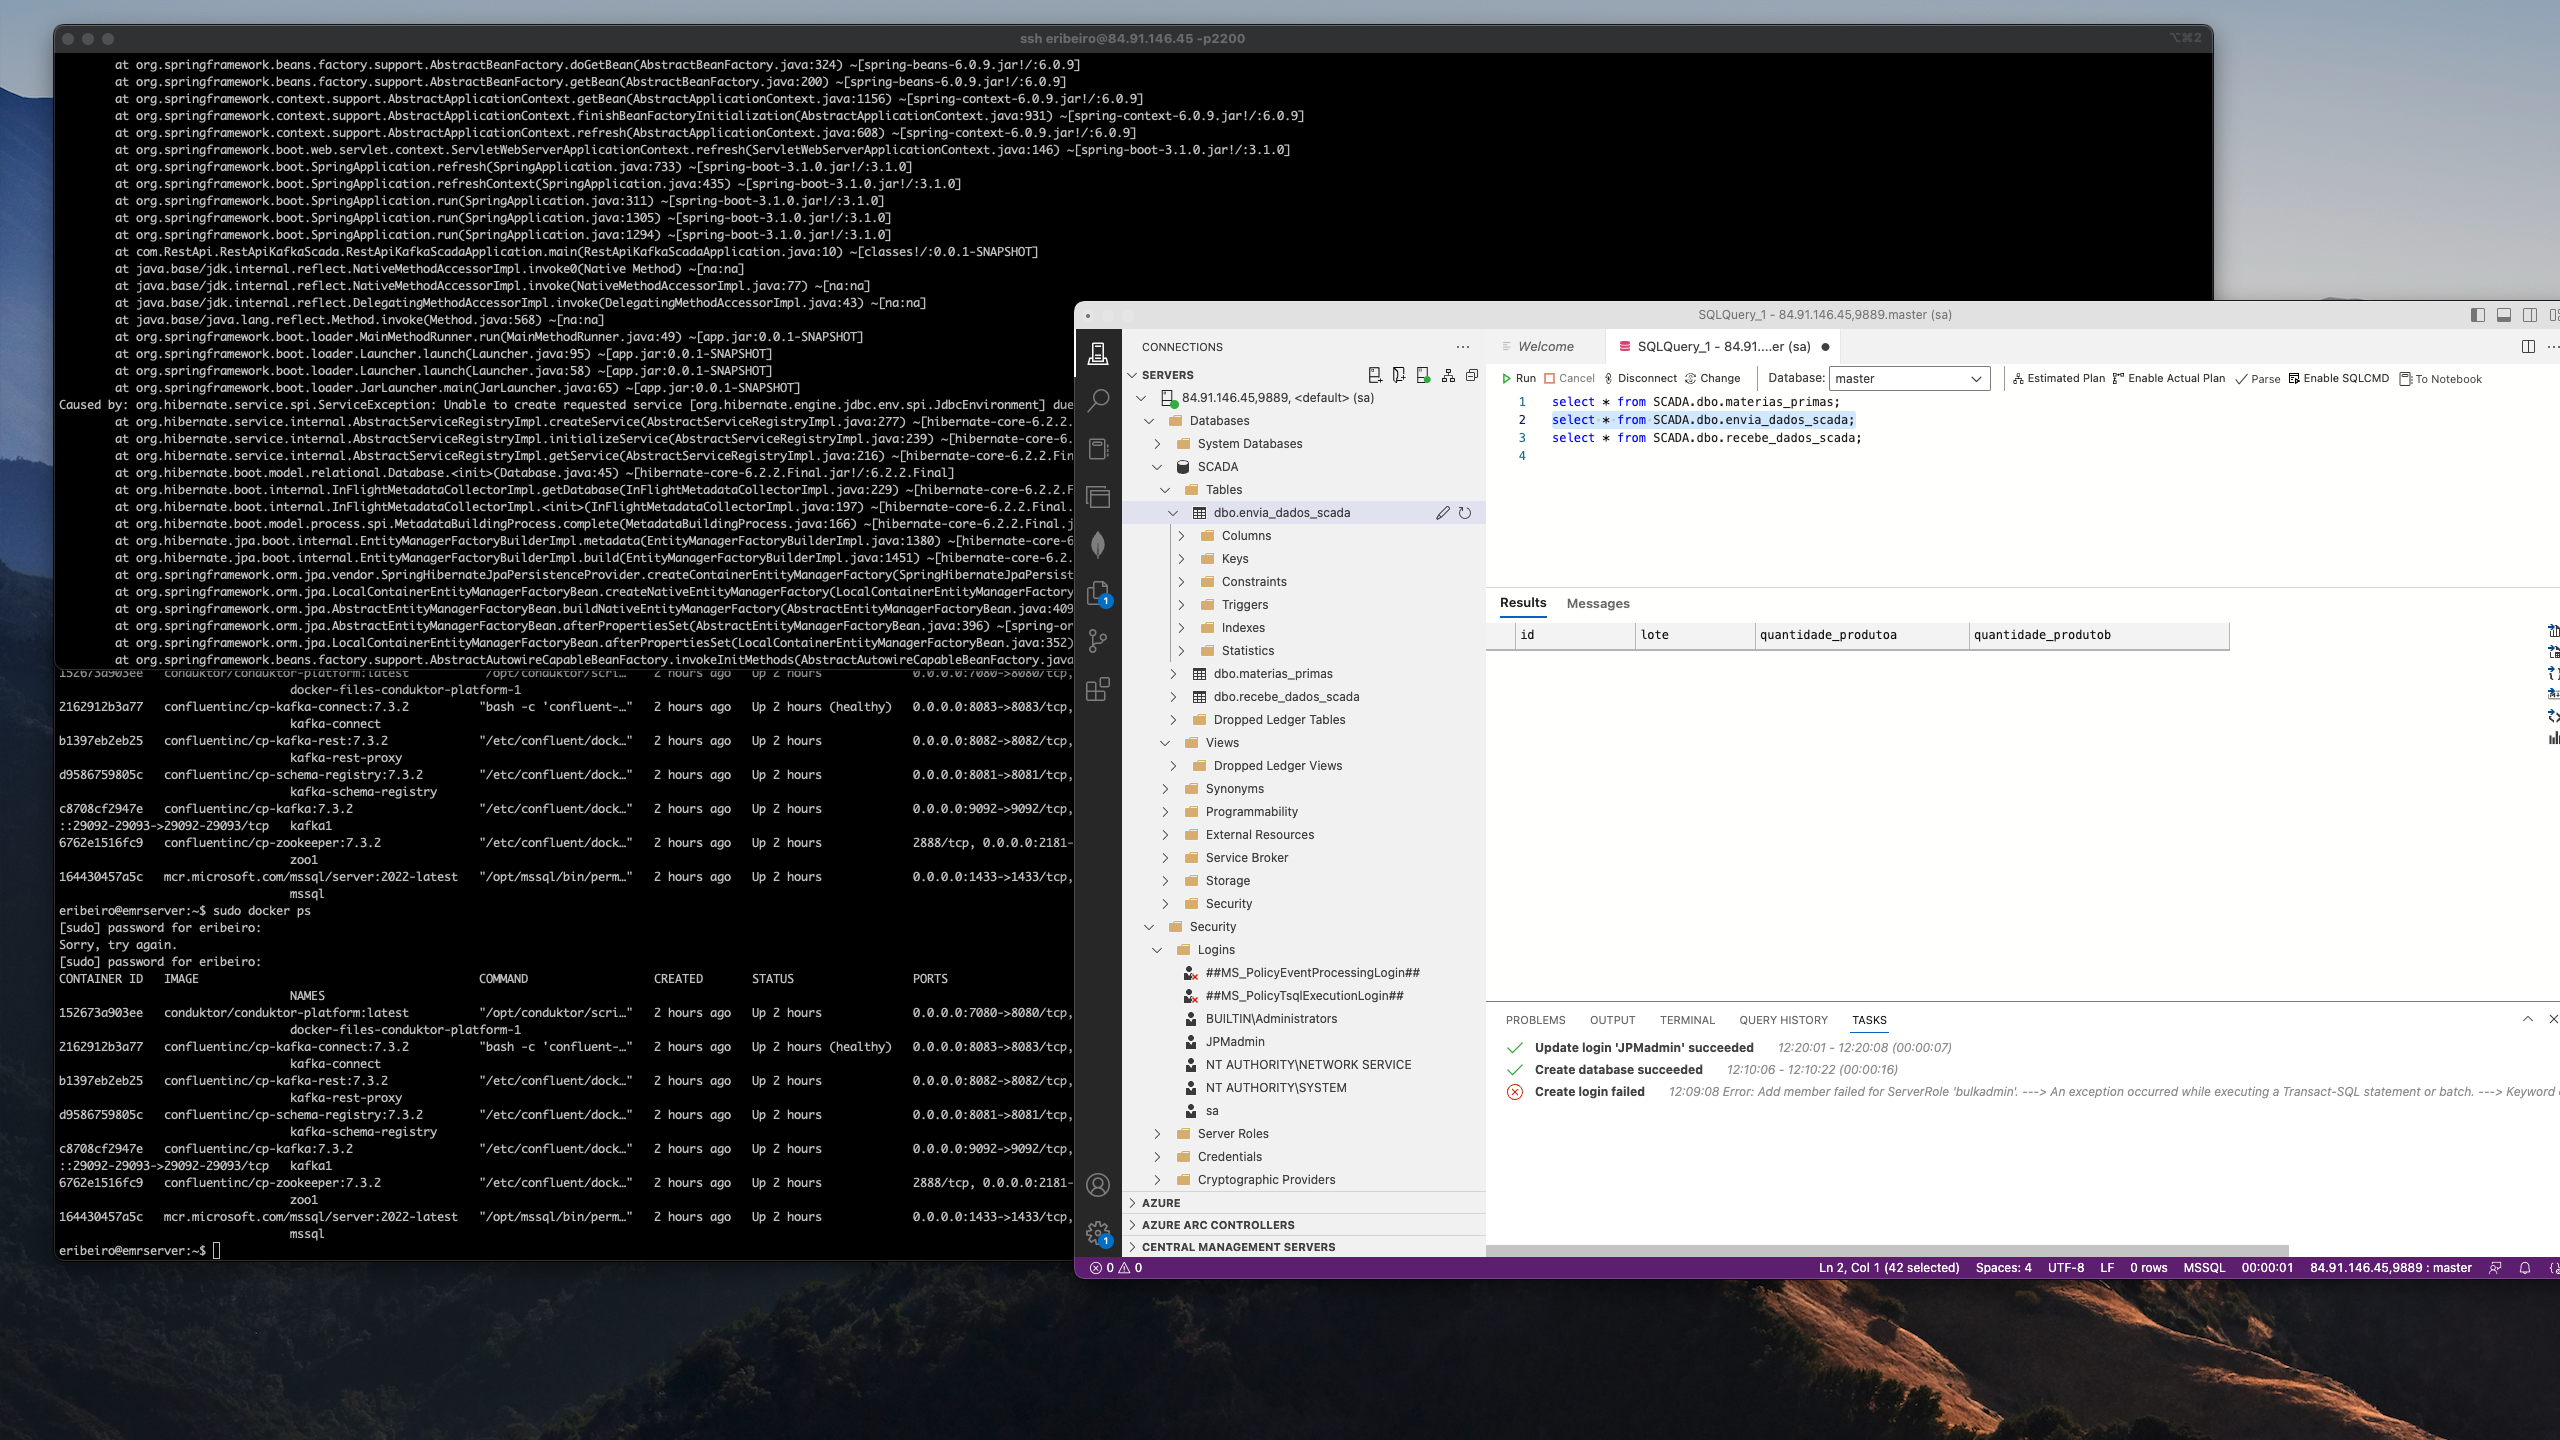 ssh eribeiro@84.91.146.45 -p2200
⌥⌘2
at org.springframework.beans.factory.support.AbstractBeanFactory.doGetBean(AbstractBeanFactory.java:324) ~[spring-beans-6.0.9.jar!/:6.0.9]
at org.springframework.beans.factory.support.AbstractBeanFactory.getBean(AbstractBeanFactory.java:200) ~[spring-beans-6.0.9.jar!/:6.0.9]
at org.springframework.context.support.AbstractApplicationContext.getBean(AbstractApplicationContext.java:1156) ~[spring-context-6.0.9.jar!/:6.0.9]
at org.springframework.context.support.AbstractApplicationContext.finishBeanFactoryInitialization(AbstractApplicationContext.java:931) ~[spring-context-6.0.9.jar!/:6.0.9]
at org.springframework.context.support.AbstractApplicationContext.refresh(AbstractApplicationContext.java:608) ~[spring-context-6.0.9.jar!/:6.0.9]
at org.springframework.boot.web.servlet.context.ServletWebServerApplicationContext.refresh(ServletWebServerApplicationContext.java:146) ~[spring-boot-3.1.0.jar!/:3.1.0]
at org.springframework.boot.SpringApplication.refresh(SpringApplication.java:733) ~[spring-boot-3.1.0.jar!/:3.1.0]
at org.springframework.boot.SpringApplication.refreshContext(SpringApplication.java:435) ~[spring-boot-3.1.0.jar!/:3.1.0]
at org.springframework.boot.SpringApplication.run(SpringApplication.java:311) ~[spring-boot-3.1.0.jar!/:3.1.0]
at org.springframework.boot.SpringApplication.run(SpringApplication.java:1305) ~[spring-boot-3.1.0.jar!/:3.1.0]
at org.springframework.boot.SpringApplication.run(SpringApplication.java:1294) ~[spring-boot-3.1.0.jar!/:3.1.0]
at com.RestApi.RestApiKafkaScada.RestApiKafkaScadaApplication.main(RestApiKafkaScadaApplication.java:10) ~[classes!/:0.0.1-SNAPSHOT]
at java.base/jdk.internal.reflect.NativeMethodAccessorImpl.invoke0(Native Method) ~[na:na]
at java.base/jdk.internal.reflect.NativeMethodAccessorImpl.invoke(NativeMethodAccessorImpl.java:77) ~[na:na]
at java.base/jdk.internal.reflect.DelegatingMethodAccessorImpl.invoke(DelegatingMethodAccessorImpl.java:43) ~[na:na]
at java.base/java.lang.reflect.Method.invoke(Method.java:568) ~[na:na]
at org.springframework.boot.loader.MainMethodRunner.run(MainMethodRunner.java:49) ~[app.jar:0.0.1-SNAPSHOT]
at org.springframework.boot.loader.Launcher.launch(Launcher.java:95) ~[app.jar:0.0.1-SNAPSHOT]
at org.springframework.boot.loader.Launcher.launch(Launcher.java:58) ~[app.jar:0.0.1-SNAPSHOT]
at org.springframework.boot.loader.JarLauncher.main(JarLauncher.java:65) ~[app.jar:0.0.1-SNAPSHOT]
Caused by: org.hibernate.service.spi.ServiceException: Unable to create requested service [org.hibernate.engine.jdbc.env.spi.JdbcEnvironment] due
at org.hibernate.service.internal.AbstractServiceRegistryImpl.createService(AbstractServiceRegistryImpl.java:277) ~[hibernate-core-6.2.2.
at org.hibernate.service.internal.AbstractServiceRegistryImpl.initializeService(AbstractServiceRegistryImpl.java:239) ~[hibernate-core-6.
at org.hibernate.service.internal.AbstractServiceRegistryImpl.getService(AbstractServiceRegistryImpl.java:216) ~[hibernate-core-6.2.2.Fin
at org.hibernate.boot.model.relational.Database.<init>(Database.java:45) ~[hibernate-core-6.2.2.Final.jar!/:6.2.2.Final]
at org.hibernate.boot.internal.InFlightMetadataCollectorImpl.getDatabase(InFlightMetadataCollectorImpl.java:229) ~[hibernate-core-6.2.2.F
at org.hibernate.boot.internal.InFlightMetadataCollectorImpl.<init>(InFlightMetadataCollectorImpl.java:197) ~[hibernate-core-6.2.2.Final.
at org.hibernate.boot.model.process.spi.MetadataBuildingProcess.complete(MetadataBuildingProcess.java:166) ~[hibernate-core-6.2.2.Final.j
at org.hibernate.jpa.boot.internal.EntityManagerFactoryBuilderImpl.metadata(EntityManagerFactoryBuilderImpl.java:1380) ~[hibernate-core-6
at org.hibernate.jpa.boot.internal.EntityManagerFactoryBuilderImpl.build(EntityManagerFactoryBuilderImpl.java:1451) ~[hibernate-core-6.2.
at org.springframework.orm.jpa.vendor.SpringHibernateJpaPersistenceProvider.createContainerEntityManagerFactory(SpringHibernateJpaPersist
at org.springframework.orm.jpa.LocalContainerEntityManagerFactoryBean.createNativeEntityManagerFactory(LocalContainerEntityManagerFactory
at org.springframework.orm.jpa.AbstractEntityManagerFactoryBean.buildNativeEntityManagerFactory(AbstractEntityManagerFactoryBean.java:409
at org.springframework.orm.jpa.AbstractEntityManagerFactoryBean.afterPropertiesSet(AbstractEntityManagerFactoryBean.java:396) ~[spring-or
at org.springframework.orm.jpa.LocalContainerEntityManagerFactoryBean.afterPropertiesSet(LocalContainerEntityManagerFactoryBean.java:352)
at org.springframework.beans.factory.support.AbstractAutowireCapableBeanFactory.invokeInitMethods(AbstractAutowireCapableBeanFactory.java
152673a903ee conduktor/conduktor-platform:latest "/opt/conduktor/scri…" 2 hours ago Up 2 hours 0.0.0.0:7080->8080/tcp,
docker-files-conduktor-platform-1
2162912b3a77 confluentinc/cp-kafka-connect:7.3.2 "bash -c 'confluent-…" 2 hours ago Up 2 hours (healthy) 0.0.0.0:8083->8083/tcp,
kafka-connect
b1397eb2eb25 confluentinc/cp-kafka-rest:7.3.2 "/etc/confluent/dock…" 2 hours ago Up 2 hours 0.0.0.0:8082->8082/tcp,
kafka-rest-proxy
d9586759805c confluentinc/cp-schema-registry:7.3.2 "/etc/confluent/dock…" 2 hours ago Up 2 hours 0.0.0.0:8081->8081/tcp,
kafka-schema-registry
c8708cf2947e confluentinc/cp-kafka:7.3.2 "/etc/confluent/dock…" 2 hours ago Up 2 hours 0.0.0.0:9092->9092/tcp,
::29092-29093->29092-29093/tcp kafka1
6762e1516fc9 confluentinc/cp-zookeeper:7.3.2 "/etc/confluent/dock…" 2 hours ago Up 2 hours 2888/tcp, 0.0.0.0:2181-
zoo1
164430457a5c mcr.microsoft.com/mssql/server:2022-latest "/opt/mssql/bin/perm…" 2 hours ago Up 2 hours 0.0.0.0:1433->1433/tcp,
mssql
eribeiro@emrserver:~$ sudo docker ps
[sudo] password for eribeiro:
Sorry, try again.
[sudo] password for eribeiro:
CONTAINER ID IMAGE COMMAND CREATED STATUS PORTS
NAMES
152673a903ee conduktor/conduktor-platform:latest "/opt/conduktor/scri…" 2 hours ago Up 2 hours 0.0.0.0:7080->8080/tcp,
docker-files-conduktor-platform-1
2162912b3a77 confluentinc/cp-kafka-connect:7.3.2 "bash -c 'confluent-…" 2 hours ago Up 2 hours (healthy) 0.0.0.0:8083->8083/tcp,
kafka-connect
b1397eb2eb25 confluentinc/cp-kafka-rest:7.3.2 "/etc/confluent/dock…" 2 hours ago Up 2 hours 0.0.0.0:8082->8082/tcp,
kafka-rest-proxy
d9586759805c confluentinc/cp-schema-registry:7.3.2 "/etc/confluent/dock…" 2 hours ago Up 2 hours 0.0.0.0:8081->8081/tcp,
kafka-schema-registry
c8708cf2947e confluentinc/cp-kafka:7.3.2 "/etc/confluent/dock…" 2 hours ago Up 2 hours 0.0.0.0:9092->9092/tcp,
::29092-29093->29092-29093/tcp kafka1
6762e1516fc9 confluentinc/cp-zookeeper:7.3.2 "/etc/confluent/dock…" 2 hours ago Up 2 hours 2888/tcp, 0.0.0.0:2181-
zoo1
164430457a5c mcr.microsoft.com/mssql/server:2022-latest "/opt/mssql/bin/perm…" 2 hours ago Up 2 hours 0.0.0.0:1433->1433/tcp,
mssql
eribeiro@emrserver:~$
SQLQuery_1 - 84.91.146.45,9889.master (sa)
CONNECTIONS
SERVERS
84.91.146.45,9889, <default> (sa)
Databases
System Databases
SCADA
Tables
dbo.envia_dados_scada
Columns
Keys
Constraints
Triggers
Indexes
Statistics
dbo.materias_primas
dbo.recebe_dados_scada
Dropped Ledger Tables
Views
Dropped Ledger Views
Synonyms
Programmability
External Resources
Service Broker
Storage
Security
Security
Logins
##MS_PolicyEventProcessingLogin##
##MS_PolicyTsqlExecutionLogin##
BUILTIN\Administrators
JPMadmin
NT AUTHORITY\NETWORK SERVICE
NT AUTHORITY\SYSTEM
sa
Server Roles
Credentials
Cryptographic Providers
AZURE
AZURE ARC CONTROLLERS
CENTRAL MANAGEMENT SERVERS
1
1
Welcome SQLQuery_1 - 84.91....er (sa)
Run Cancel Disconnect Change Database: master Estimated Plan Enable Actual Plan Parse Enable SQLCMD To Notebook
1 select * from SCADA.dbo.materias_primas;
2 select * from SCADA.dbo.envia_dados_scada;
3 select * from SCADA.dbo.recebe_dados_scada;
4
Results Messages
id lote quantidade_produtoa quantidade_produtob
PROBLEMS OUTPUT TERMINAL QUERY HISTORY TASKS
Update login 'JPMadmin' succeeded 12:20:01 - 12:20:08 (00:00:07)
Create database succeeded 12:10:06 - 12:10:22 (00:00:16)
Create login failed 12:09:08 Error: Add member failed for ServerRole 'bulkadmin'. ---> An exception occurred while executing a Transact-SQL statement or batch. ---> Keyword
0 0 Ln 2, Col 1 (42 selected) Spaces: 4 UTF-8 LF 0 rows MSSQL 00:00:01 84.91.146.45,9889 : master